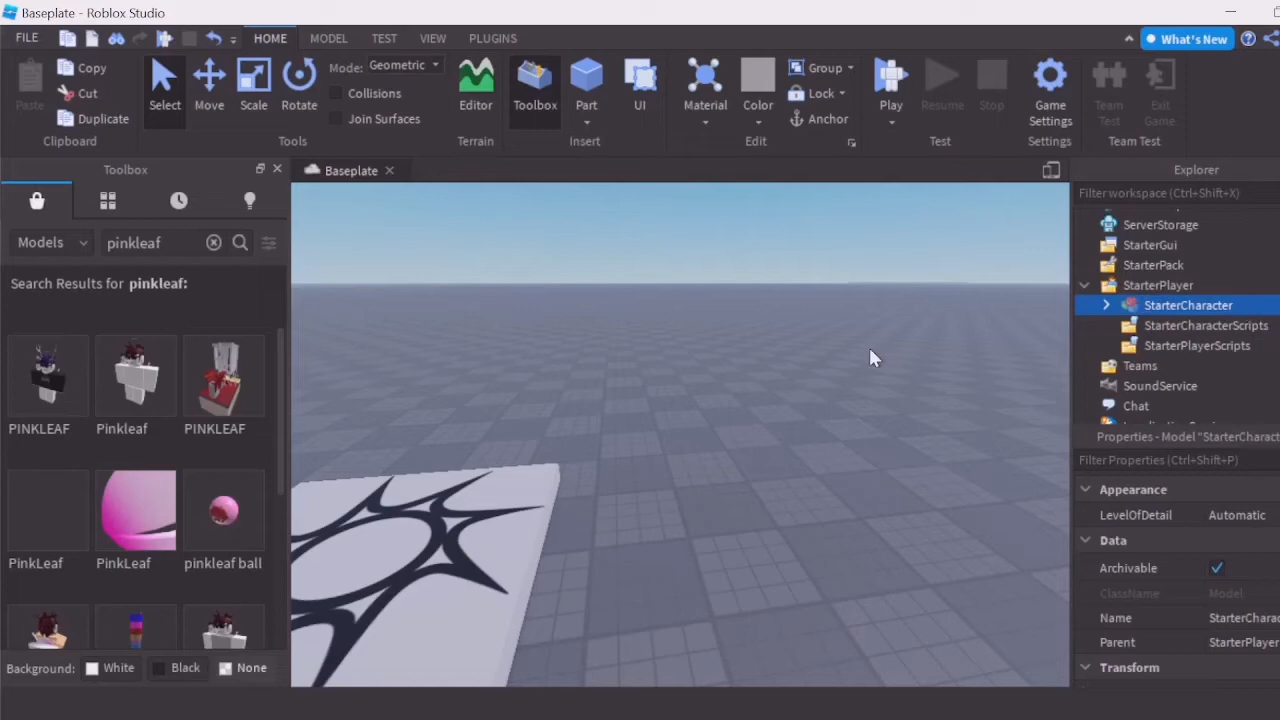 Baseplate - Roblox Studio
FILE
HOME
MODEL
TEST
VIEW
PLUGINS
What's New
Paste
Copy
Cut
Duplicate
Clipboard
Select
Move
Scale
Rotate
Mode: Geometric
Collisions
Join Surfaces
Tools
Editor
Terrain
Toolbox
Part
UI
Insert
Material
Color
Group
Lock
Anchor
Edit
Play
Resume
Stop
Test
Game Settings
Settings
Team Test
Exit Game
Team Test
Toolbox
Models
pinkleaf
Search Results for pinkleaf:
PINKLEAF
Pinkleaf
PINKLEAF
PinkLeaf
PinkLeaf
pinkleaf ball
Background: White Black None
Baseplate
Explorer
Filter workspace (Ctrl+Shift+X)
ServerStorage
StarterGui
StarterPack
StarterPlayer
StarterCharacter
StarterCharacterScripts
StarterPlayerScripts
Teams
SoundService
Chat
Properties - Model "StarterCharact
Filter Properties (Ctrl+Shift+P)
Appearance
LevelOfDetail Automatic
Data
Archivable
ClassName Model
Name StarterCharac
Parent StarterPlayer
Transform